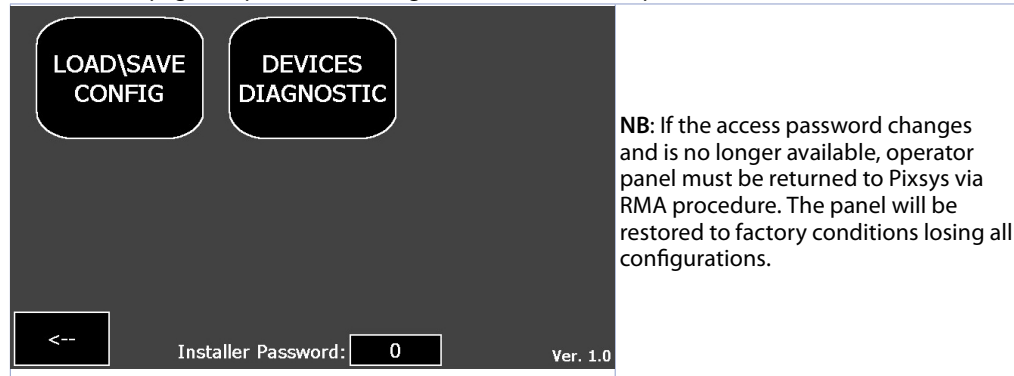 LOAD\SAVE
CONFIG
DEVICES
DIAGNOSTIC
NB: If the access password changes
and is no longer available, operator
panel must be returned to Pixsys via
RMA procedure. The panel will be
restored to factory conditions losing all
configurations.
<--
Installer Password: 0
Ver. 1.0